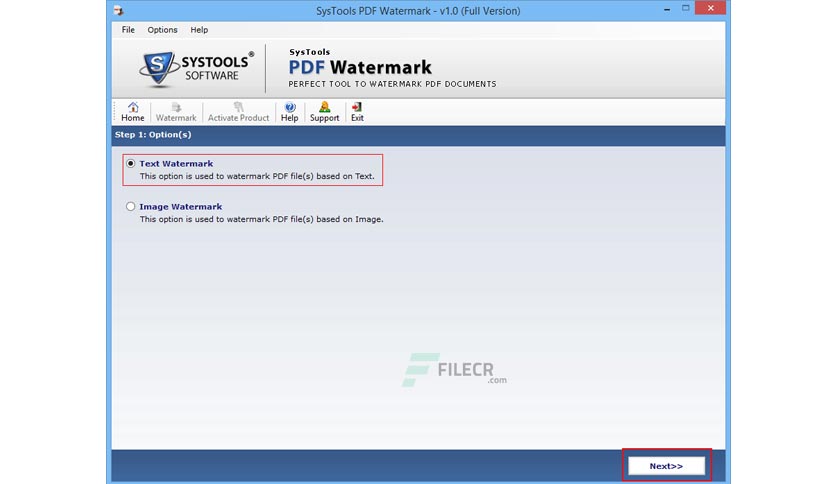 SysTools PDF Watermark - v1.0 (Full Version)
File Options Help
SYSTOOLS®
SOFTWARE
SysTools
PDF Watermark
PERFECT TOOL TO WATERMARK PDF DOCUMENTS
Home Watermark Activate Product Help Support Exit
Step 1: Option(s)
Text Watermark
This option is used to watermark PDF file(s) based on Text.
Image Watermark
This option is used to watermark PDF file(s) based on Image.
FILECR
.com
Next>>